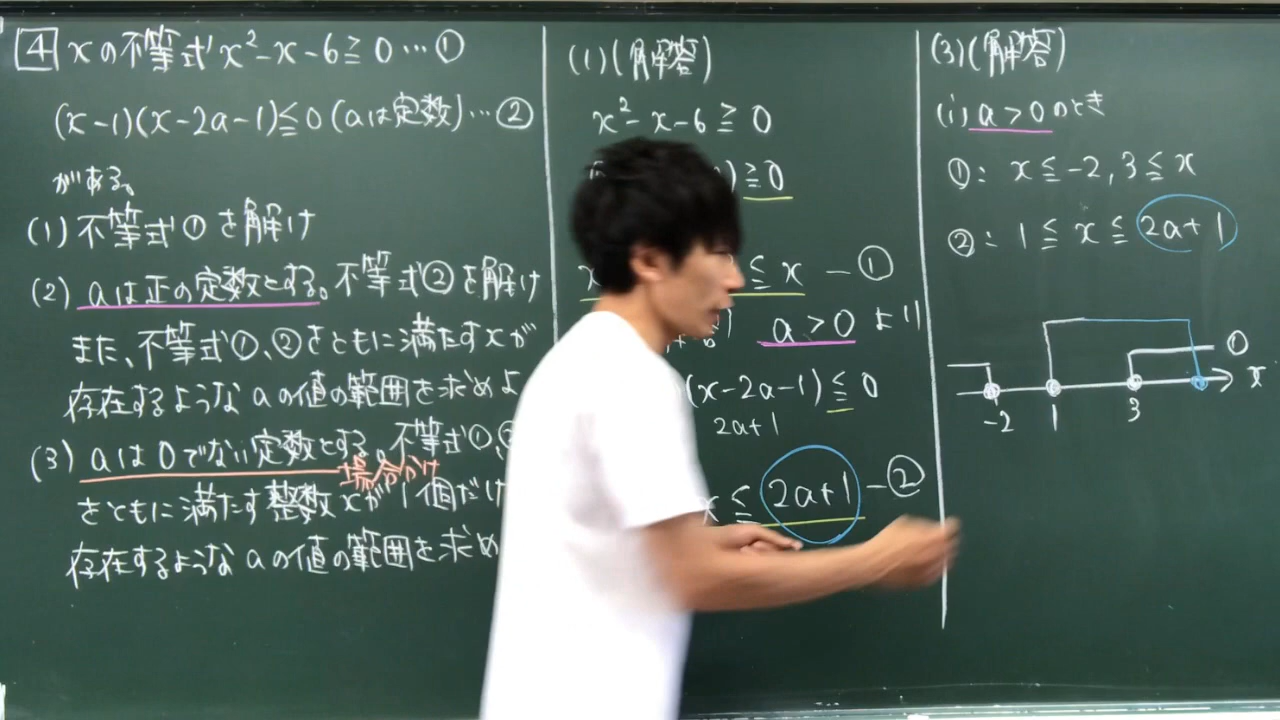 4 xの不等式 x²-x-6≧0…①
(x-1)(x-2a-1)≦0 (aは定数)…②
がある。
(1) 不等式①を解け
(2) aは正の定数とする。不等式②を解け
また、不等式①、②をともに満たすxが
存在するようなaの値の範囲を求めよ
(3) aは0でない定数とする。不等式①、
場合分け
をともに満たす整数xが1個だけ
存在するようなaの値の範囲を求め
(1)(解答)
x²-x-6≧0
)≧0
x ≦x -①
a>0 より
(x-2a-1)≦0
2a+1
x≦2a+1 -②
(3)(解答)
(i) a>0のとき
①: x≦-2, 3≦x
②: 1≦x≦2a+1
-2 1 3 x